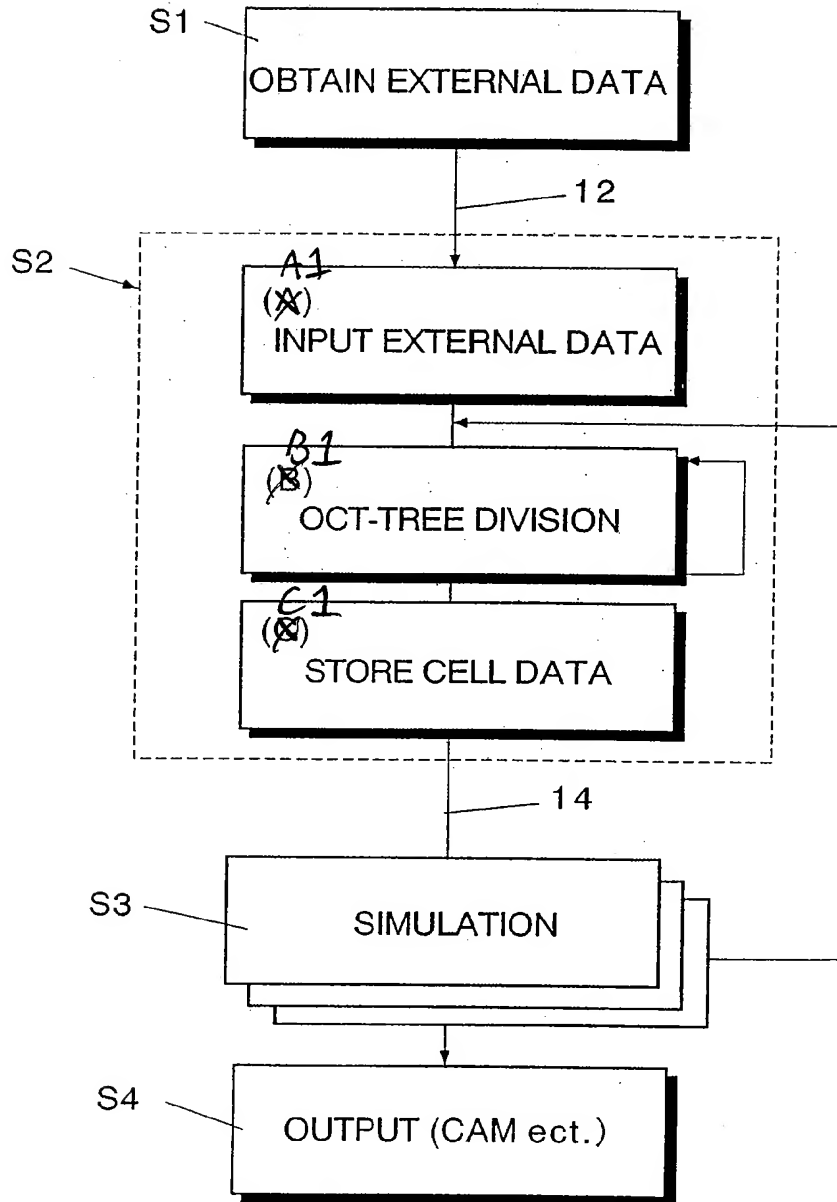 S1
OBTAIN EXTERNAL DATA
12
S2
A1
(A)
INPUT EXTERNAL DATA
B1
(B)
OCT-TREE DIVISION
C1
(C)
STORE CELL DATA
14
S3
SIMULATION
S4
OUTPUT (CAM ect.)